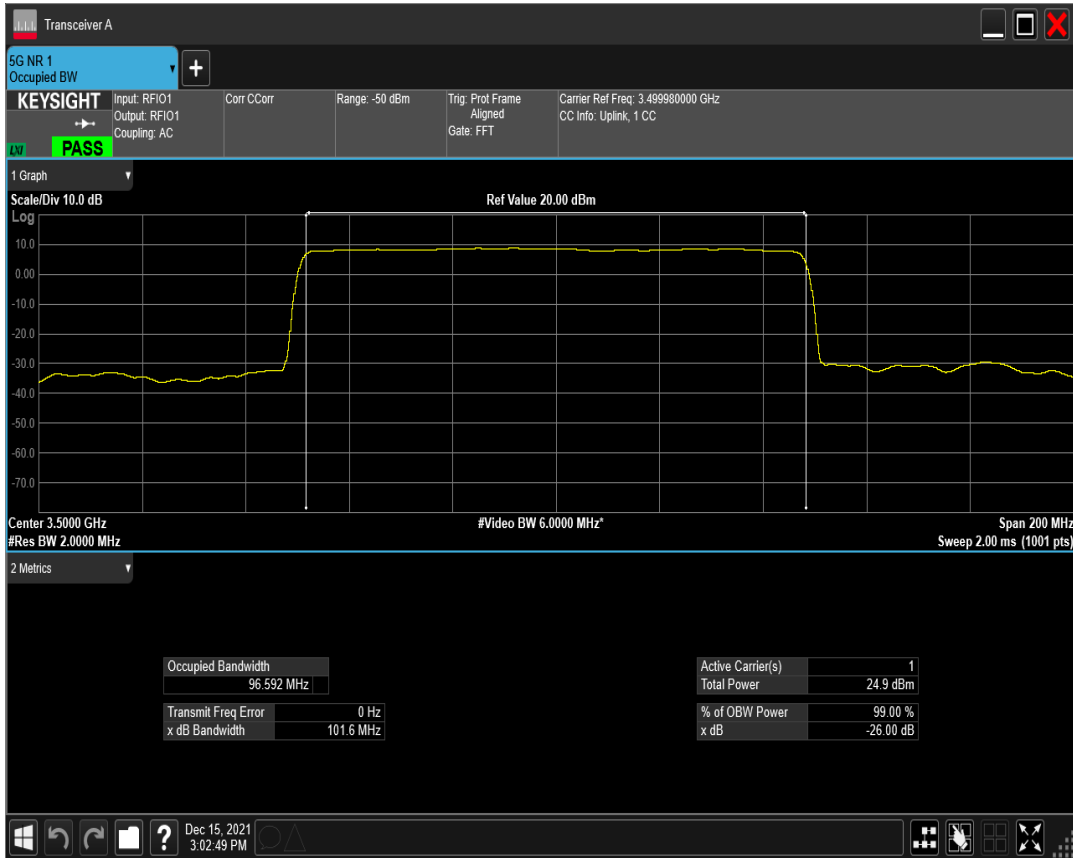 Transceiver A
5G NR 1
Occupied BW
+
KEYSIGHT
LXI
PASS
Input: RFIO1
Output: RFIO1
Coupling: AC
Corr CCorr
Range: -50 dBm
Trig: Prot Frame
Aligned
Gate: FFT
Carrier Ref Freq: 3.499980000 GHz
CC Info: Uplink, 1 CC
1 Graph
Scale/Div 10.0 dB
Ref Value 20.00 dBm
Log
10.0
0.00
-10.0
-20.0
-30.0
-40.0
-50.0
-60.0
-70.0
Center 3.5000 GHz
#Video BW 6.0000 MHz*
Span 200 MHz
#Res BW 2.0000 MHz
Sweep 2.00 ms (1001 pts)
2 Metrics
Occupied Bandwidth
96.592 MHz
Transmit Freq Error 0 Hz
x dB Bandwidth 101.6 MHz
Active Carrier(s) 1
Total Power 24.9 dBm
% of OBW Power 99.00 %
x dB -26.00 dB
?
Dec 15, 2021
3:02:49 PM